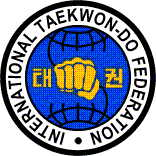 INTERNATIONAL TAEKWON-DO FEDERATION
태권